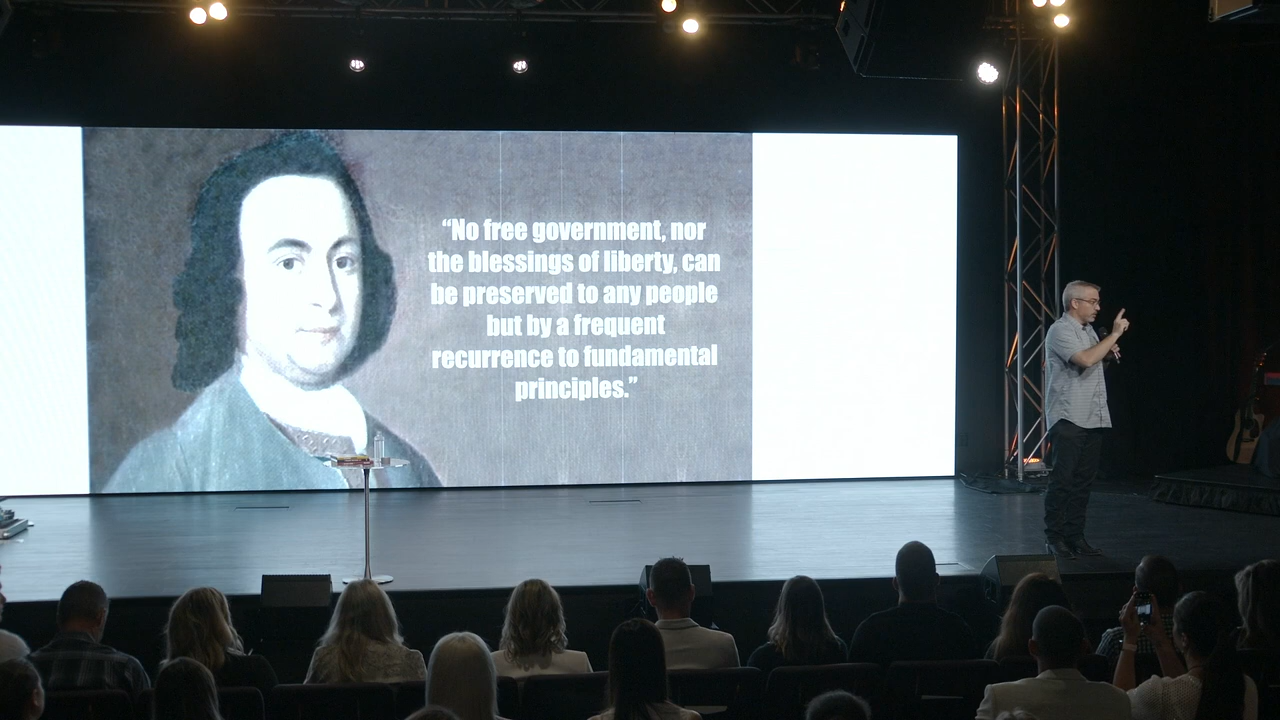 “No free government, nor
the blessings of liberty, can
be preserved to any people
but by a frequent
recurrence to fundamental
principles.”